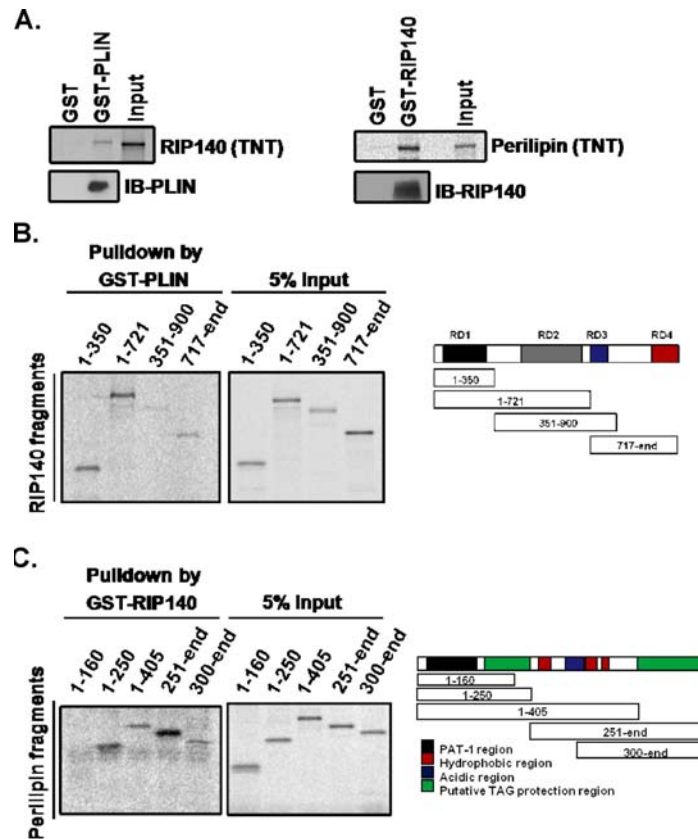 A.
GST
GST-PLIN
Input
RIP140 (TNT)
IB-PLIN
GST
GST-RIP140
Input
Perilipin (TNT)
IB-RIP140
B.
Pulldown by
GST-PLIN
5% Input
1-350
1-721
351-900
717-end
1-350
1-721
351-900
717-end
RIP140 fragments
RD1 RD2 RD3 RD4
1-350
1-721
351-900
717-end
C.
Pulldown by
GST-RIP140
5% Input
1-160
1-250
1-405
251-end
300-end
1-160
1-250
1-405
251-end
300-end
Perilipin fragments
1-160
1-250
1-405
251-end
300-end
PAT-1 region
Hydrophobic region
Acidic region
Putative TAG protection region